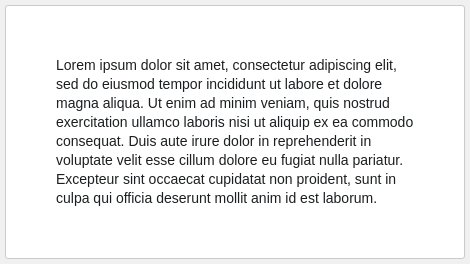 Lorem ipsum dolor sit amet, consectetur adipiscing elit,
sed do eiusmod tempor incididunt ut labore et dolore
magna aliqua. Ut enim ad minim veniam, quis nostrud
exercitation ullamco laboris nisi ut aliquip ex ea commodo
consequat. Duis aute irure dolor in reprehenderit in
voluptate velit esse cillum dolore eu fugiat nulla pariatur.
Excepteur sint occaecat cupidatat non proident, sunt in
culpa qui officia deserunt mollit anim id est laborum.